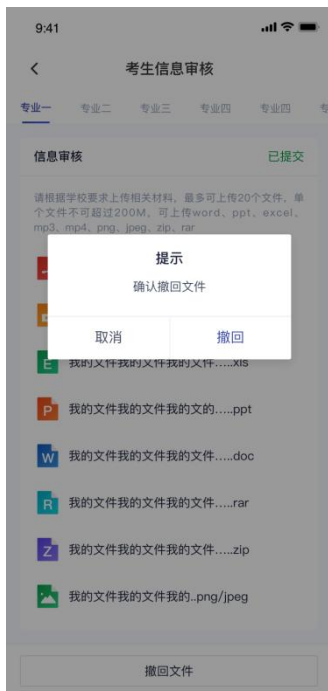 9:41
考生信息审核
专业一 专业二 专业三 专业四 专业四
信息审核 已提交
请根据学校要求上传相关材料，最多可上传20个文件，单
个文件不可超过200M，可上传word、ppt、excel、
mp3、mp4、png、jpeg、zip、rar
提示
确认撤回文件
取消 撤回
E 我的文件我的文件我的文件.....xls
P 我的文件我的文件我的文的.....ppt
W 我的文件我的文件我的文件.....doc
R 我的文件我的文件我的文件.....rar
Z 我的文件我的文件我的文件.....zip
我的文件我的文件我的..png/jpeg
撤回文件